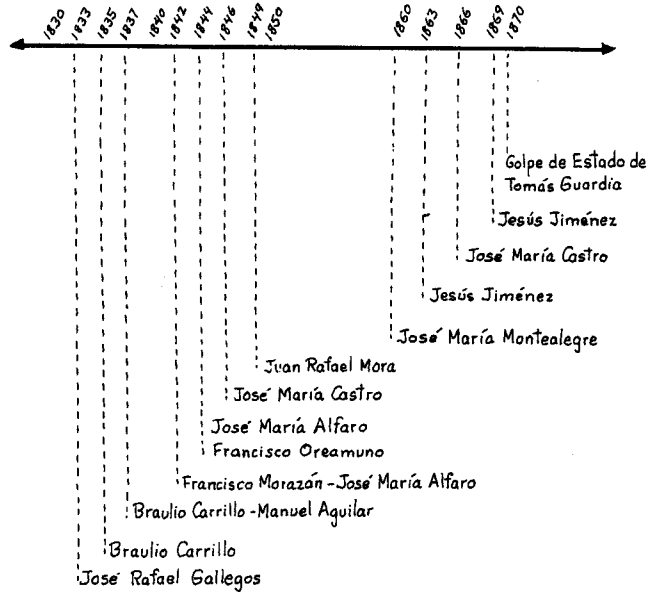 1830
1833
1835
1837
1840
1842
1844
1846
1849
1850
1860
1863
1866
1869
1870
Golpe de Estado de
Tomás Guardia
Jesús Jiménez
José María Castro
Jesús Jiménez
José María Montealegre
Juan Rafael Mora
José María Castro
José María Alfaro
Francisco Oreamuno
Francisco Morazán - José María Alfaro
Braulio Carrillo - Manuel Aguilar
Braulio Carrillo
José Rafael Gallegos